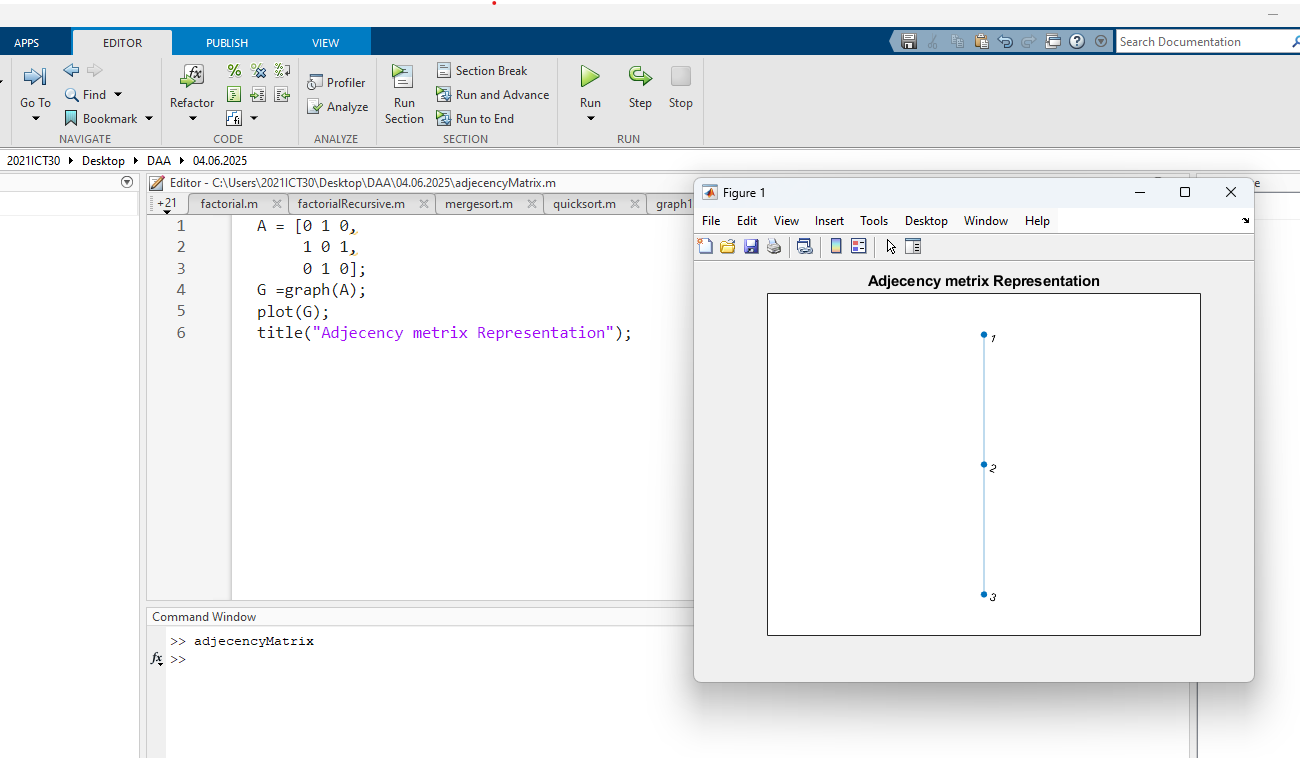 APPS EDITOR PUBLISH VIEW Search Documentation
Go To Find Bookmark NAVIGATE
Refactor CODE
Profiler Analyze ANALYZE
Run Section Section Break Run and Advance Run to End SECTION
Run Step Stop RUN
2021ICT30 Desktop DAA 04.06.2025
Editor - C:\Users\2021ICT30\Desktop\DAA\04.06.2025\adjecencyMatrix.m
+21 factorial.m factorialRecursive.m mergesort.m quicksort.m graph1
1 A = [0 1 0,
2 1 0 1,
3 0 1 0];
4 G =graph(A);
5 plot(G);
6 title("Adjecency metrix Representation");
Command Window
>> adjecencyMatrix
fx >>
Figure 1
File Edit View Insert Tools Desktop Window Help
Adjecency metrix Representation
1
2
3